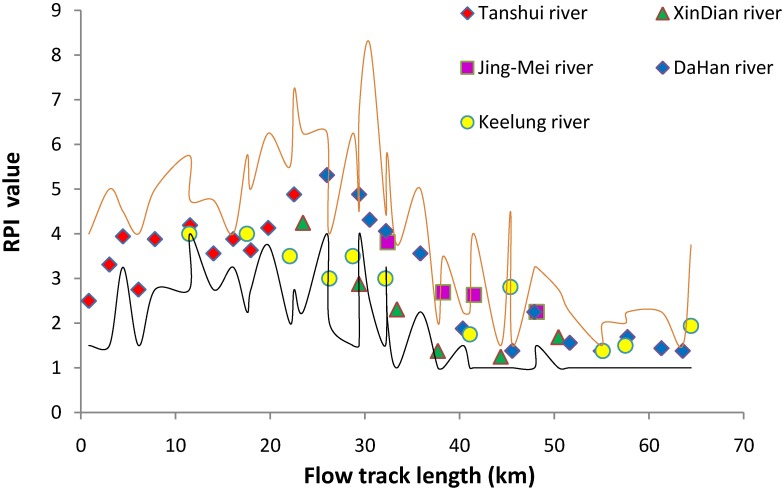 Tanshui river
XinDian river
Jing-Mei river
DaHan river
Keelung river
RPI value
9
8
7
6
5
4
3
2
1
0
0 10 20 30 40 50 60 70
Flow track length (km)